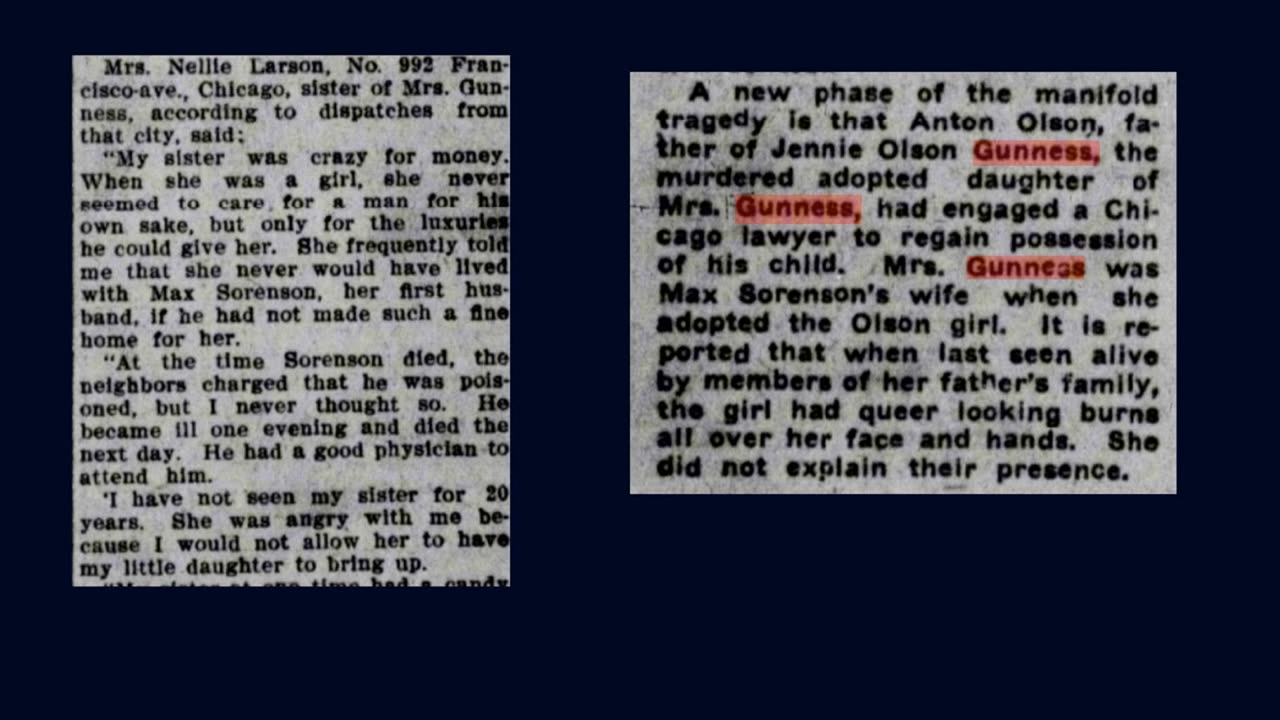 Mrs. Nellie Larson, No. 992 Fran-
cisco-ave., Chicago, sister of Mrs. Gun-
ness, according to dispatches from
that city, said:
"My sister was crazy for money.
When she was a girl, she never
seemed to care for a man for his
own sake, but only for the luxuries
he could give her. She frequently told
me that she never would have lived
with Max Sorenson, her first hus-
band, if he had not made such a fine
home for her.
"At the time Sorenson died, the
neighbors charged that he was pois-
oned, but I never thought so. He
became ill one evening and died the
next day. He had a good physician to
attend him.
'I have not seen my sister for 20
years. She was angry with me be-
cause I would not allow her to have
my little daughter to bring up.
"My sister at one time had a candy
A new phase of the manifold
tragedy is that Anton Olson, fa-
ther of Jennie Olson Gunness, the
murdered adopted daughter of
Mrs. Gunness, had engaged a Chi-
cago lawyer to regain possession
of his child. Mrs. Gunness was
Max Sorenson's wife when she
adopted the Olson girl. It is re-
ported that when last seen alive
by members of her father's family,
the girl had queer looking burns
all over her face and hands. She
did not explain their presence.